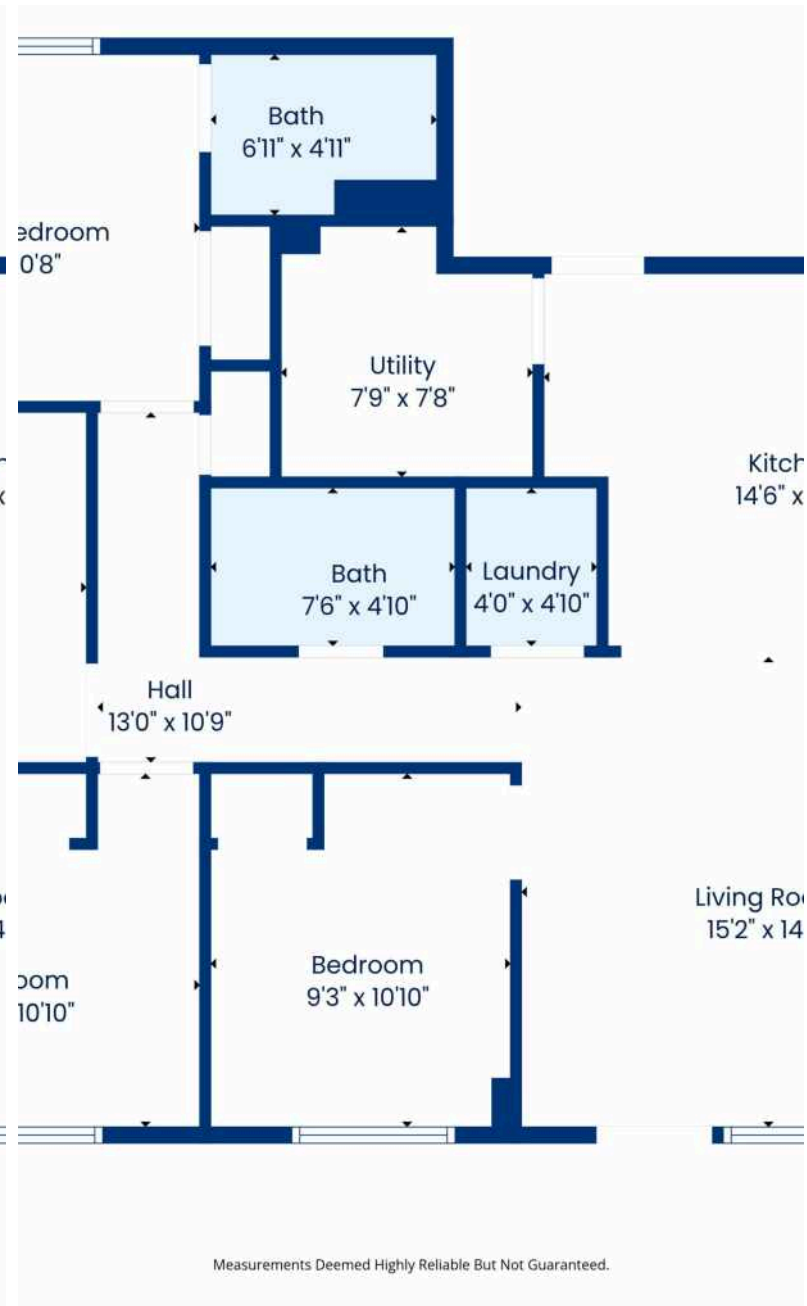 Bath
6'11" x 4'11"
edroom
0'8"
Utility
7'9" x 7'8"
Kitch
14'6" x
Bath
7'6" x 4'10"
Laundry
4'0" x 4'10"
Hall
13'0" x 10'9"
Living Roo
15'2" x 14
Bedroom
9'3" x 10'10"
oom
10'10"
Measurements Deemed Highly Reliable But Not Guaranteed.